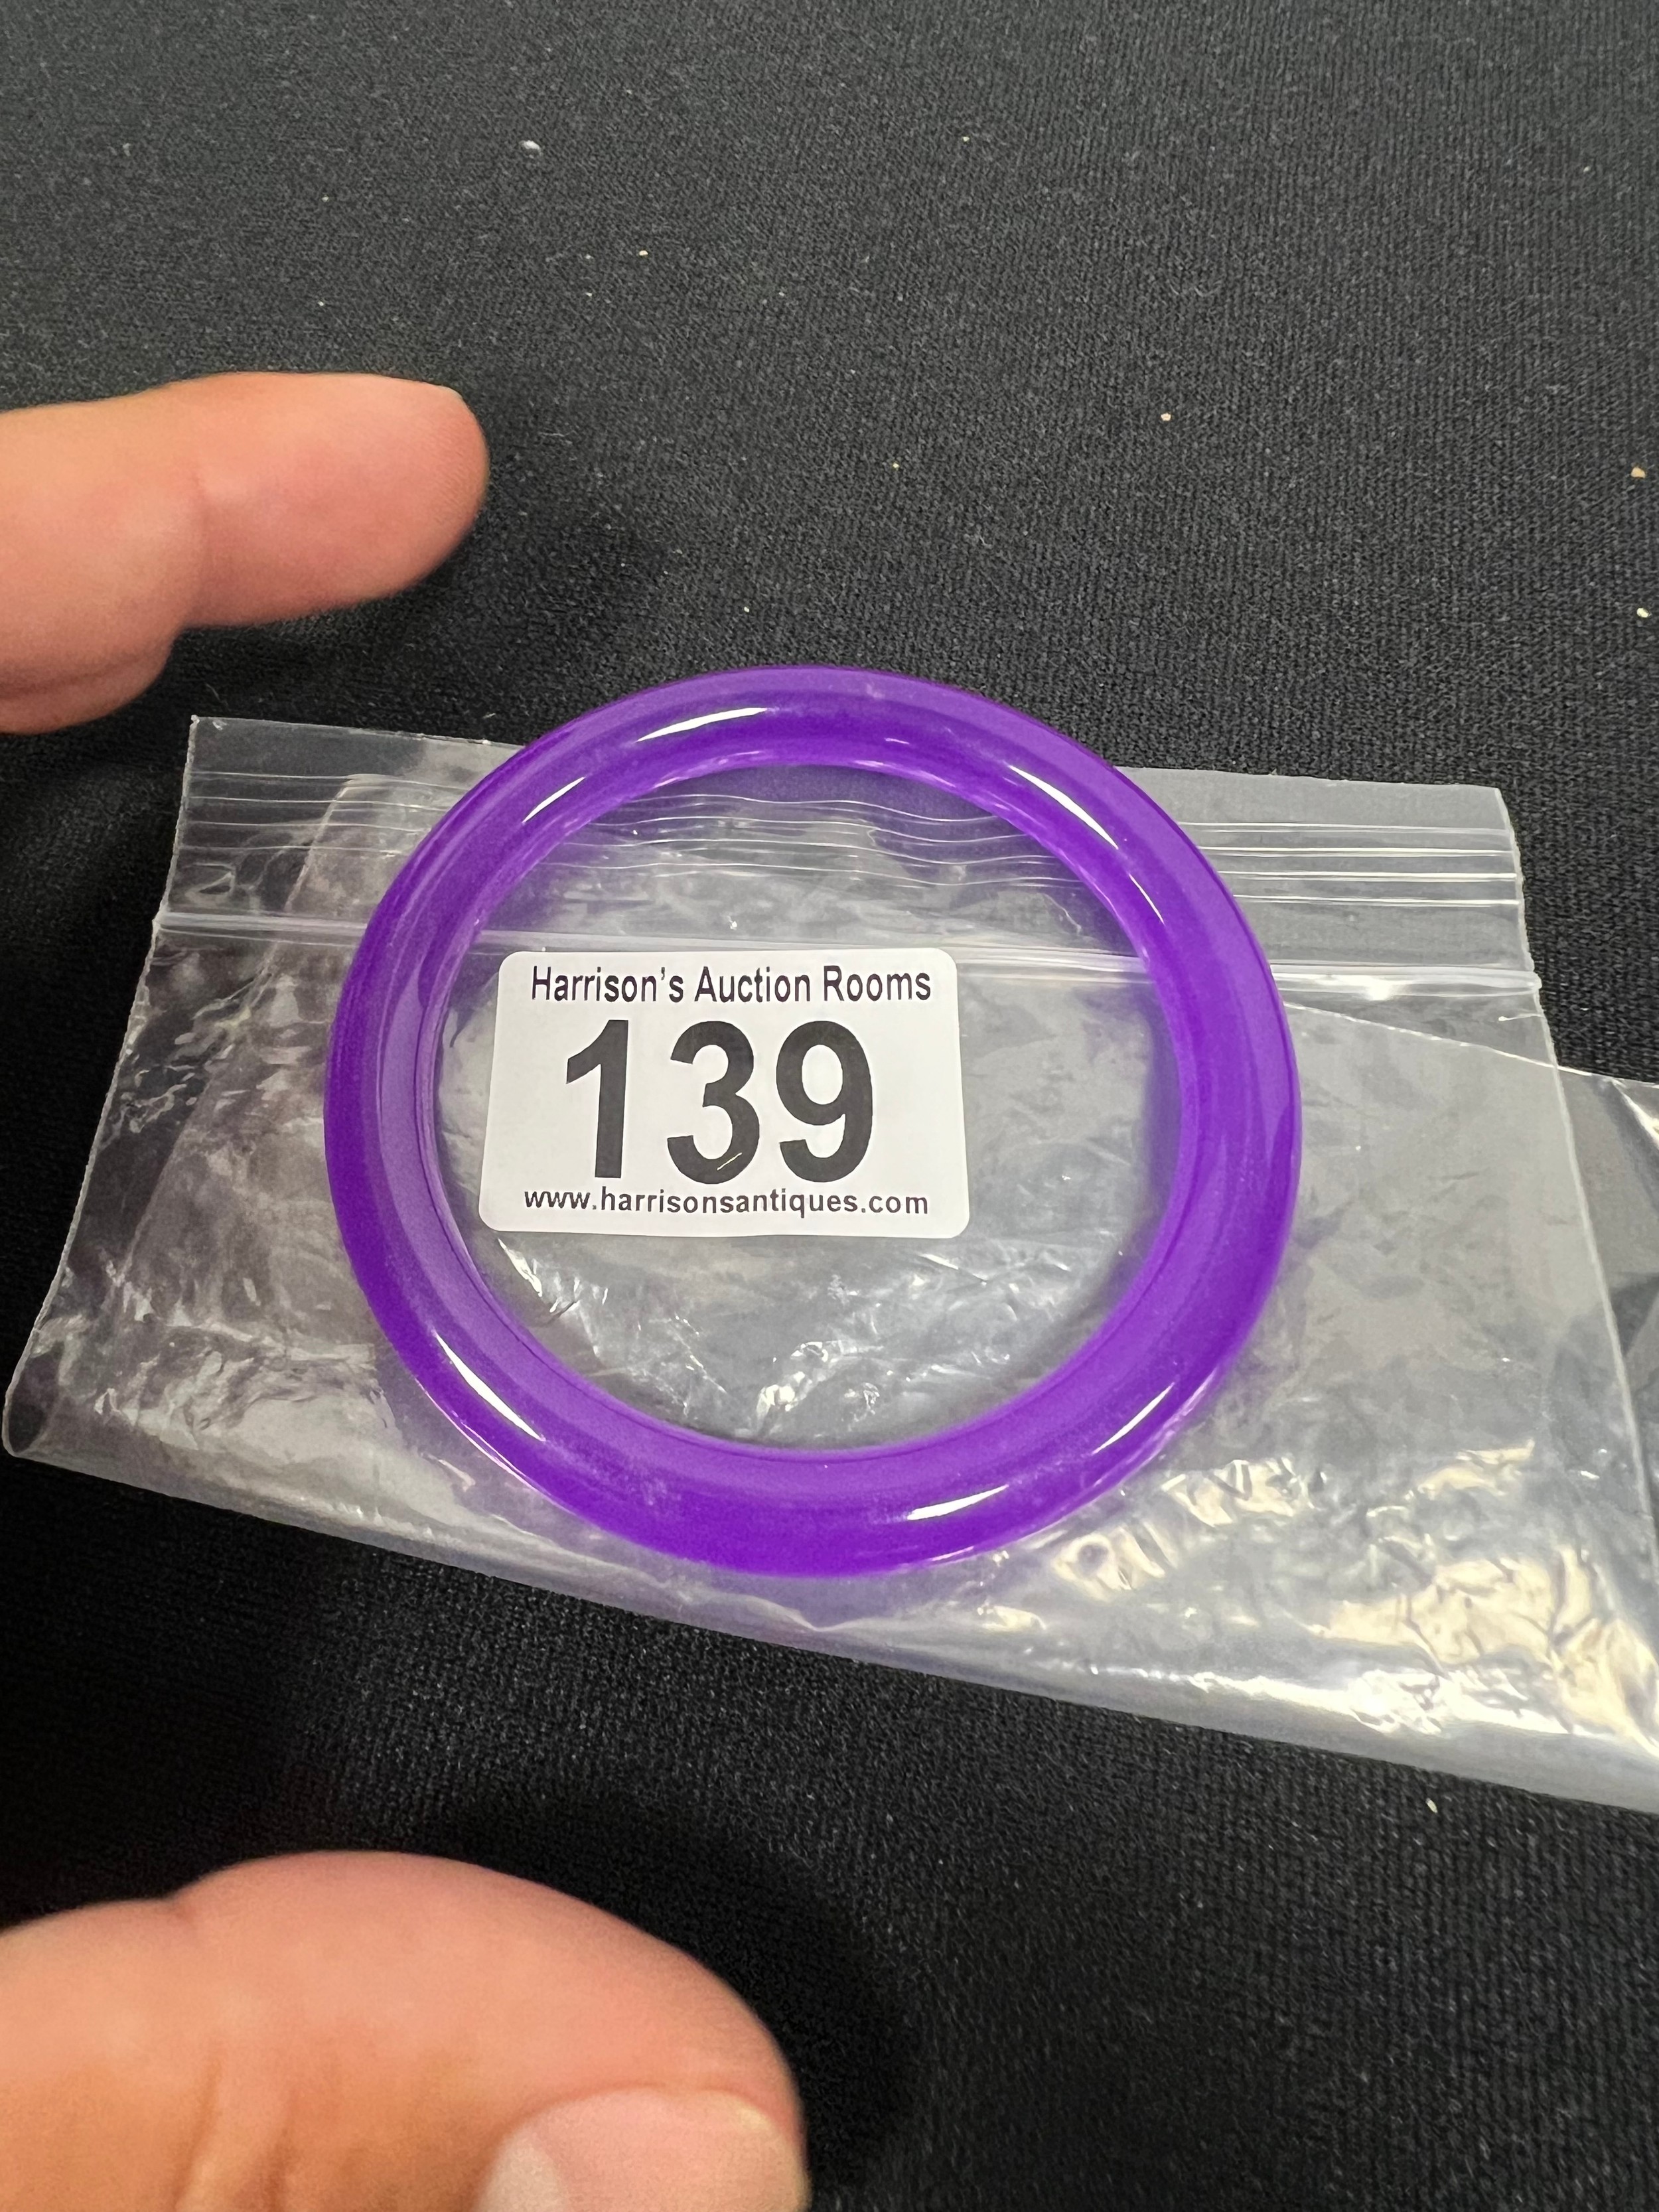 Harrison's Auction Rooms
139
www.harrisonsantiques.com